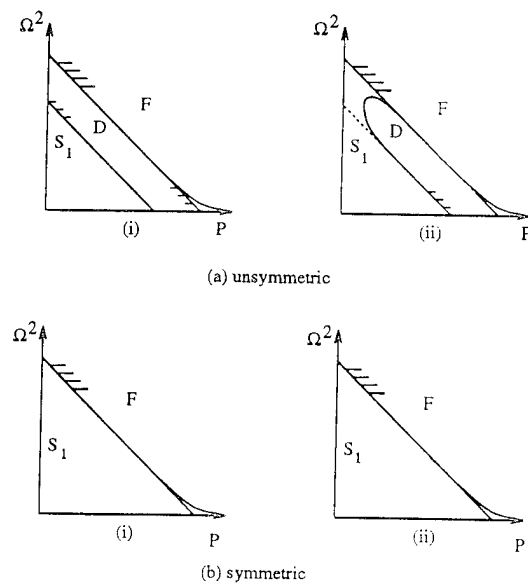 Ω² Ω²
F F
D D
S₁ S₁
(i) P (ii) P
(a) unsymmetric
Ω² Ω²
F F
S₁ S₁
(i) P (ii) P
(b) symmetric